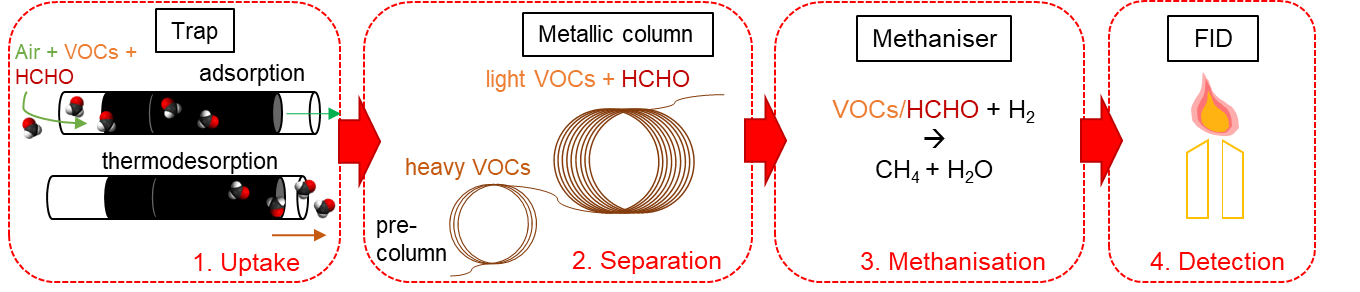 Trap
Air + VOCs +
HCHO
adsorption
thermodesorption
1. Uptake
Metallic column
light VOCs + HCHO
heavy VOCs
pre-
column
2. Separation
Methaniser
VOCs/HCHO + H₂
→
CH₄ + H₂O
3. Methanisation
FID
4. Detection